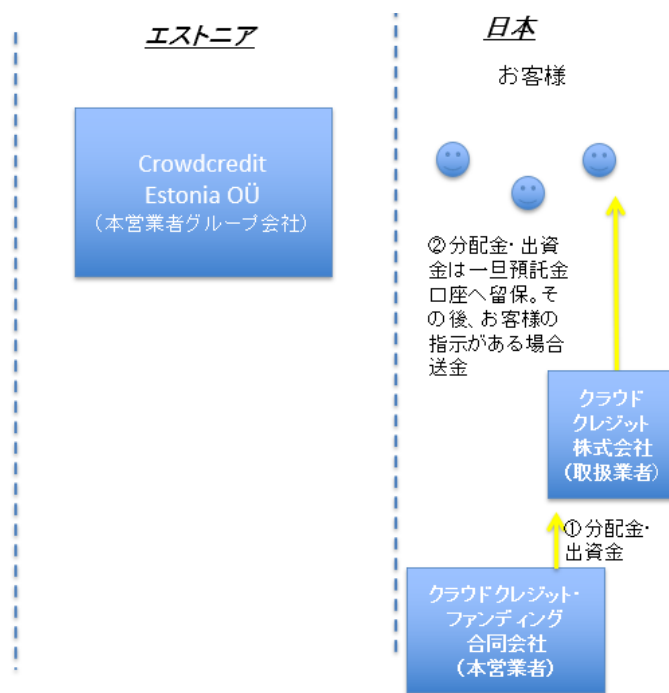 エストニア
日本
お客様
Crowdcredit
Estonia OÜ
（本営業者グループ会社）
②分配金・出資
金は一旦預託金
口座へ留保。そ
の後、お客様の
指示がある場合
送金
クラウド
クレジット
株式会社
（取扱業者）
①分配金・
出資金
クラウドクレジット・
ファンディング
合同会社
（本営業者）